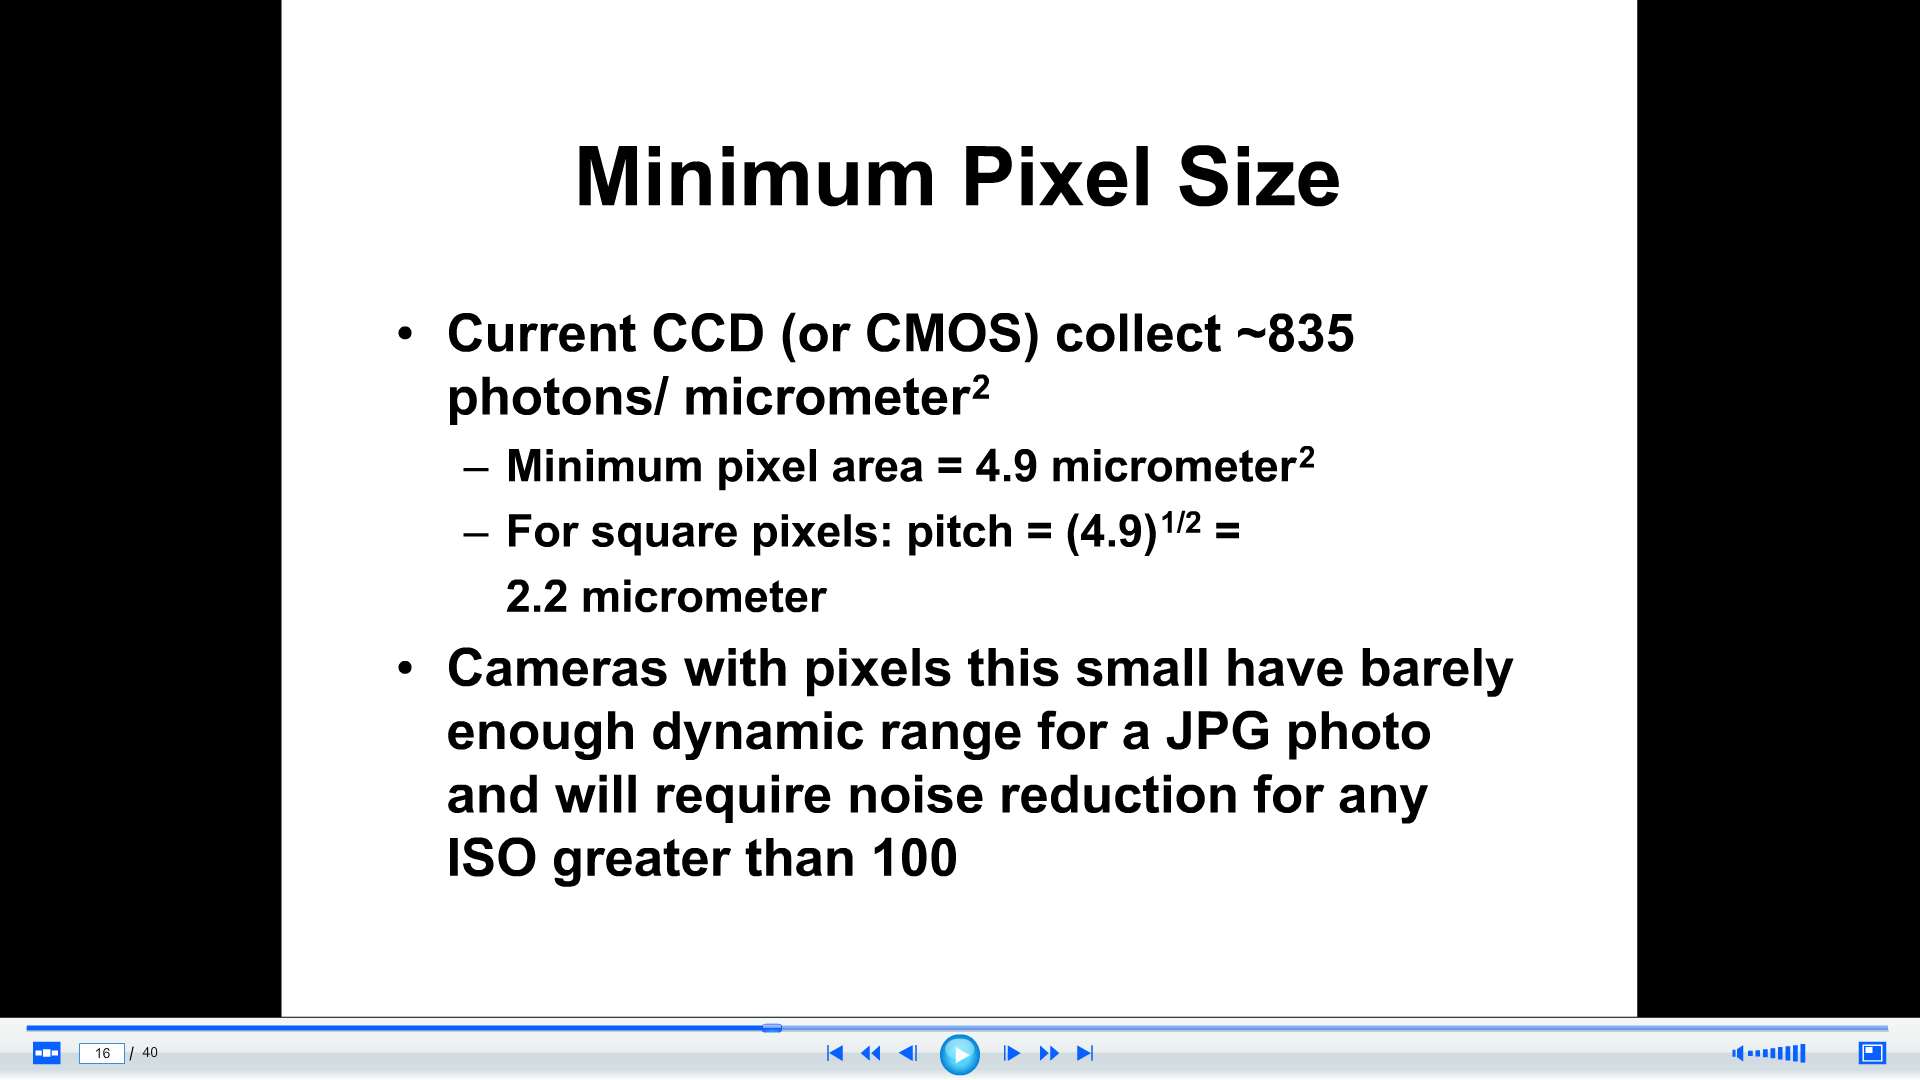 Minimum Pixel Size
• Current CCD (or CMOS) collect ~835
photons/ micrometer²
– Minimum pixel area = 4.9 micrometer²
– For square pixels: pitch = (4.9)¹/² =
2.2 micrometer
• Cameras with pixels this small have barely
enough dynamic range for a JPG photo
and will require noise reduction for any
ISO greater than 100
16 / 40